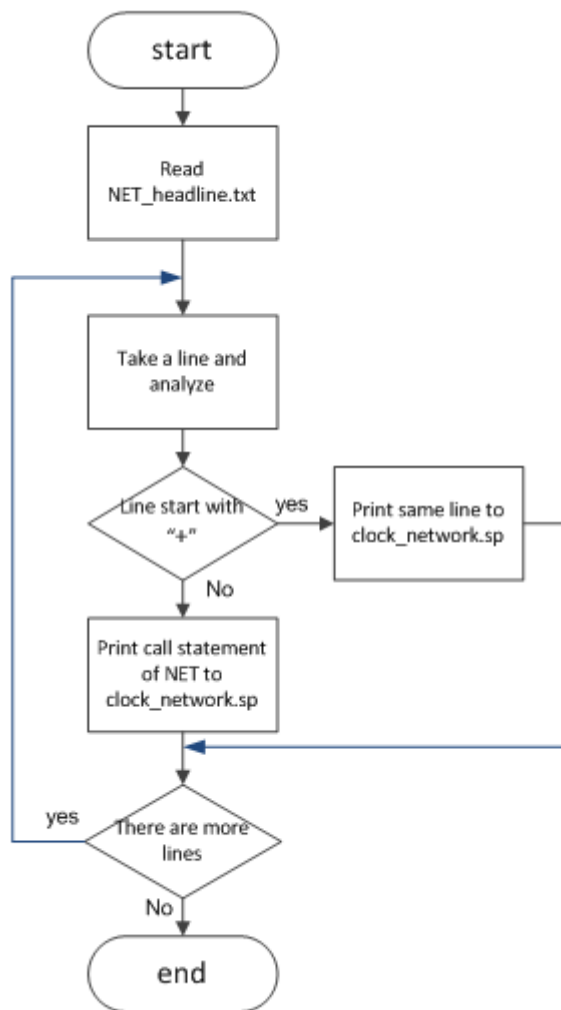 start
Read
NET_headline.txt
Take a line and
analyze
Line start with
“+”
yes
Print same line to
clock_network.sp
No
Print call statement
of NET to
clock_network.sp
yes
There are more
lines
No
end